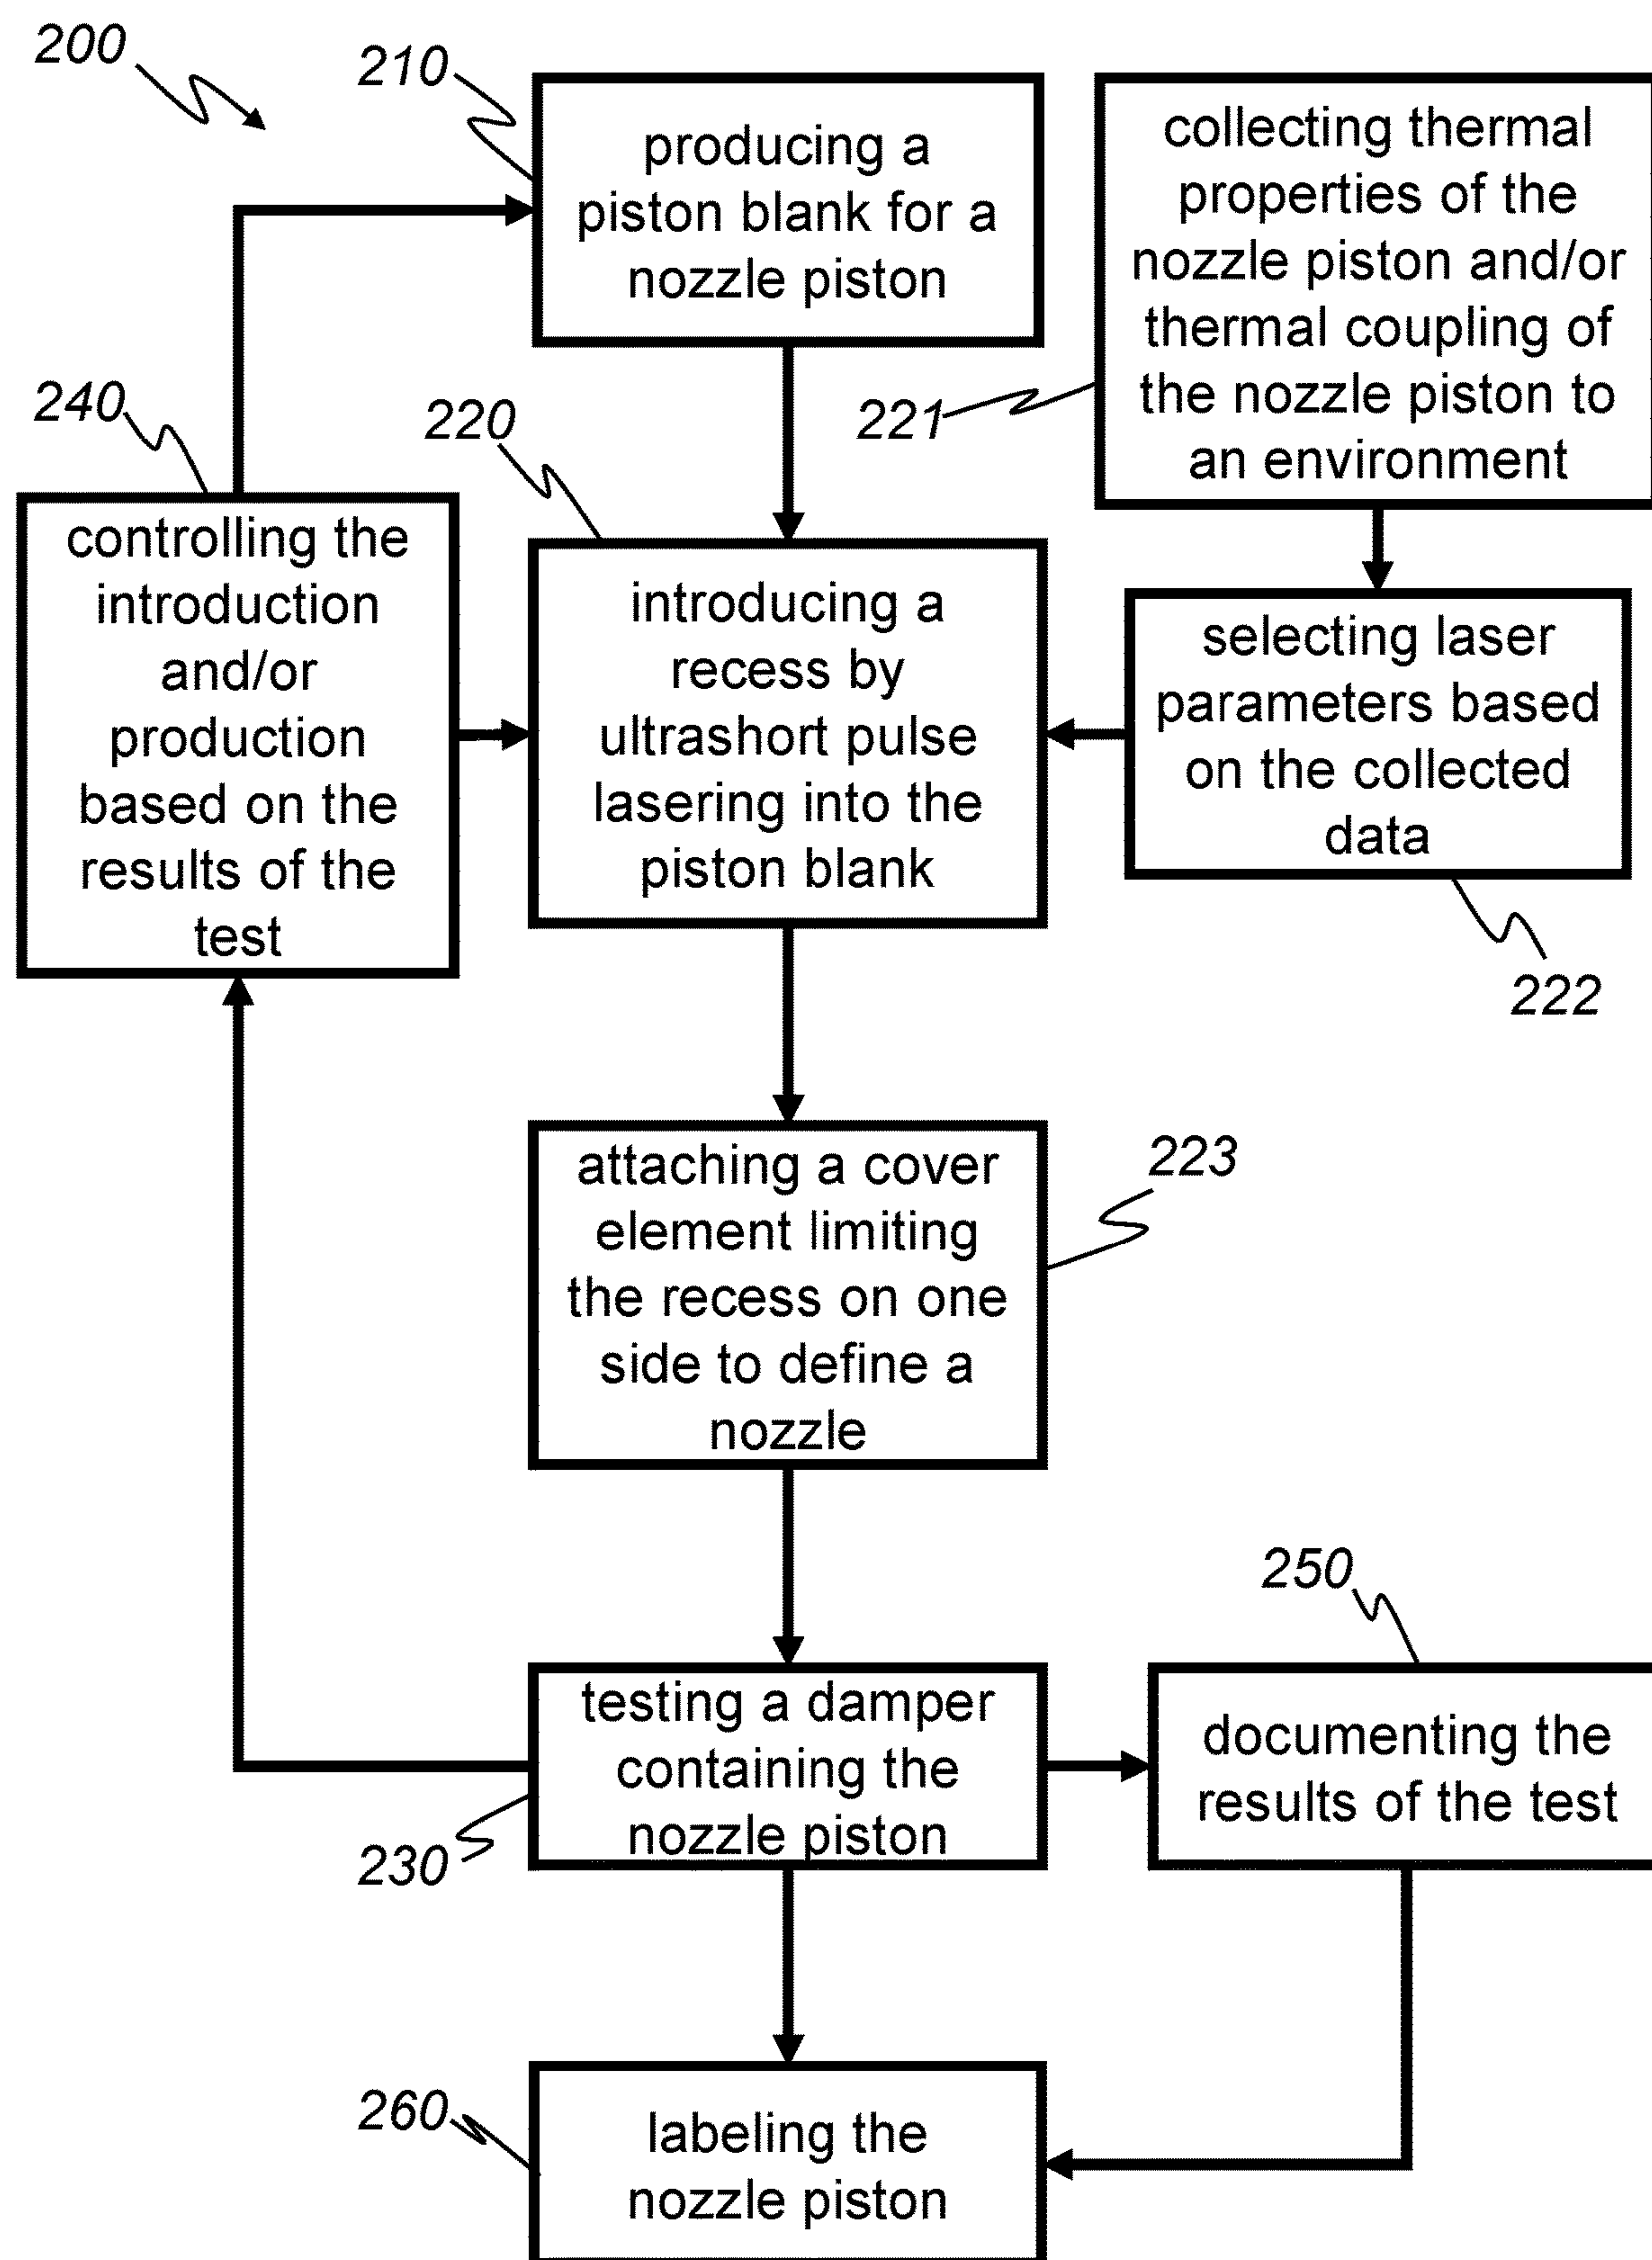 200
210
producing a
piston blank for a
nozzle piston
collecting thermal
properties of the
nozzle piston and/or
thermal coupling of
the nozzle piston to
an environment
221
240
controlling the
introduction
and/or
production
based on the
results of the
test
220
introducing a
recess by
ultrashort pulse
lasering into the
piston blank
selecting laser
parameters based
on the collected
data
222
attaching a cover
element limiting
the recess on one
side to define a
nozzle
223
testing a damper
containing the
nozzle piston
230
250
documenting the
results of the test
260
labeling the
nozzle piston